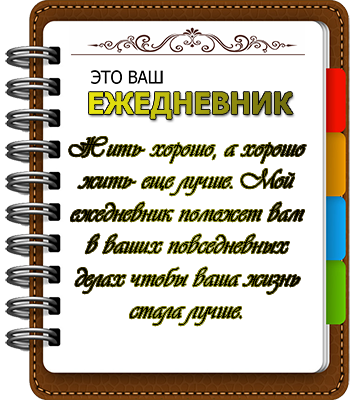 ЭТО ВАШ
ЕЖЕДНЕВНИК
Жить хорошо, а хорошо
жить еще лучше. Мой
ежедневник поможет вам
в ваших повседневных
делах чтобы ваша жизнь
стала лучше.